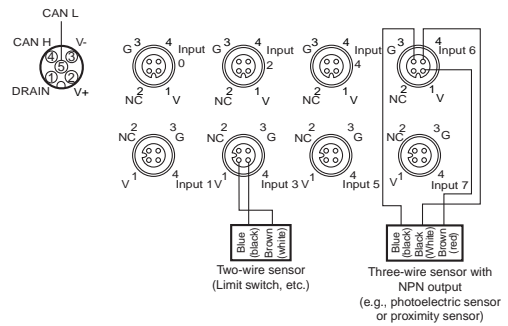 CAN L
CAN H
V-
4 3
5
1 2
DRAIN
V+
G 3 4 Input 0
2 NC 1 V
G 3 4 Input 2
2 NC 1 V
G 3 4 Input 4
2 NC 1 V
G 3 4 Input 6
2 NC 1 V
NC 2 3 G
V 1 4 Input 1
NC 2 3 G
V 1 4 Input 3
NC 2 3 G
V 1 4 Input 5
NC 2 3 G
V 1 4 Input 7
Blue (black)
Brown (white)
Two-wire sensor
(Limit switch, etc.)
Blue (black)
Black (White)
Brown (red)
Three-wire sensor with
NPN output
(e.g., photoelectric sensor
or proximity sensor)